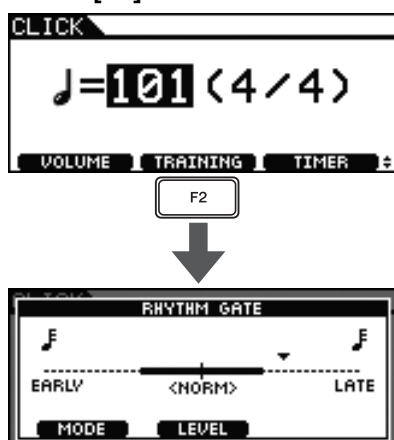 CLICK
♩=101(4/4)
VOLUME TRAINING TIMER
F2
RHYTHM GATE
EARLY <NORM> LATE
MODE LEVEL